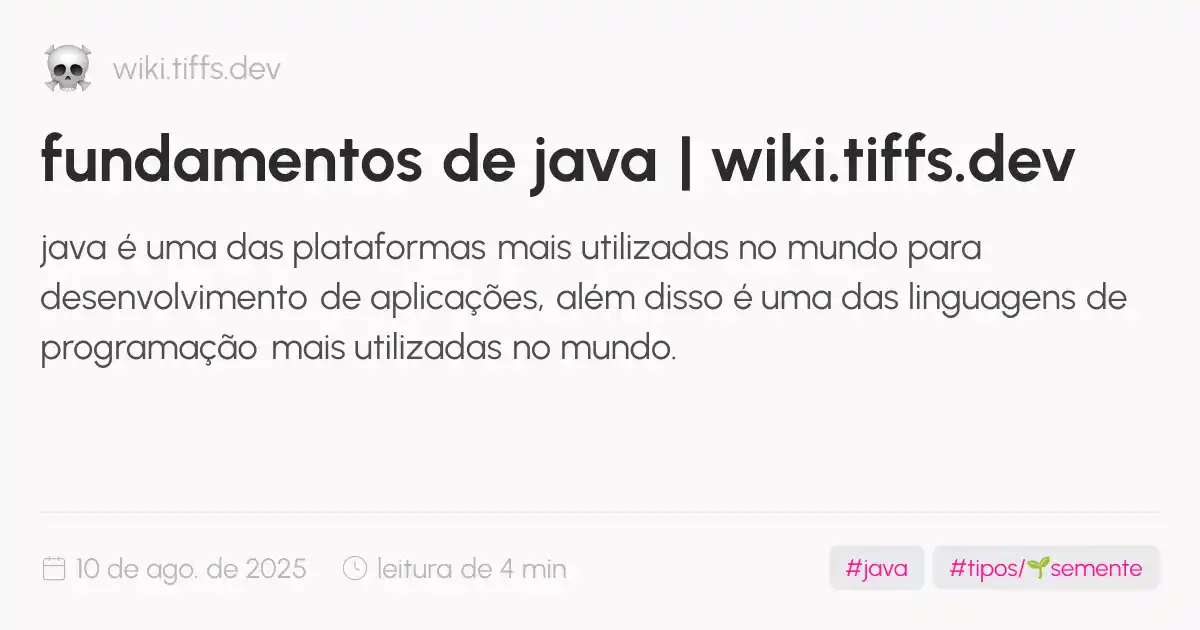 wiki.tiffs.dev
fundamentos de java | wiki.tiffs.dev
java é uma das plataformas mais utilizadas no mundo para
desenvolvimento de aplicações, além disso é uma das linguagens de
programação mais utilizadas no mundo.
10 de ago. de 2025 leitura de 4 min #java #tipos/🌱semente